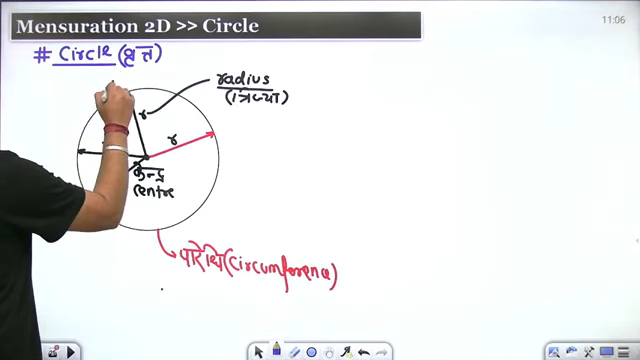 Mensuration 2D >> Circle
11:06
# Circle (वृत्त)
radius
(त्रिज्या)
r
r
केन्द्र
centre
परिधि (Circumference)